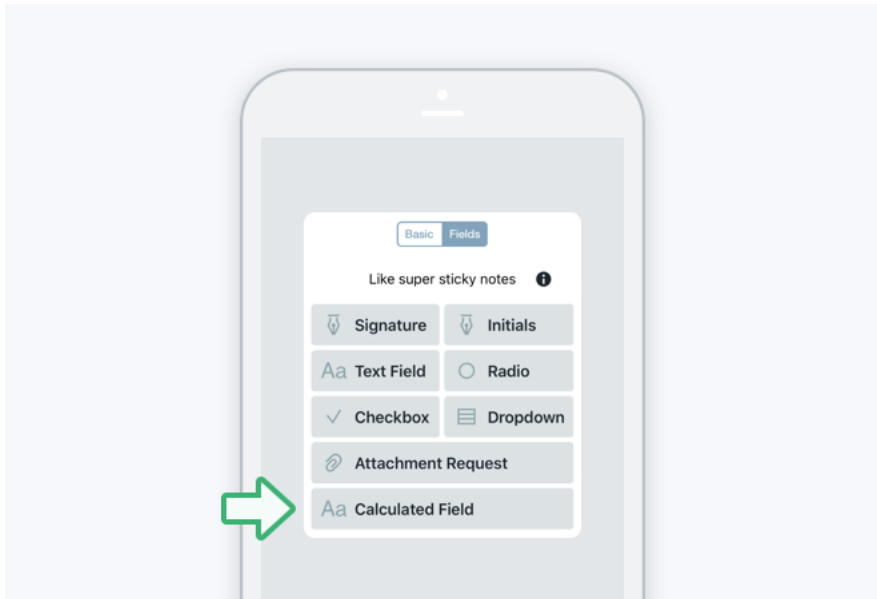 Basic Fields
Like super sticky notes
Signature Initials
Aa Text Field Radio
Checkbox Dropdown
Attachment Request
Aa Calculated Field